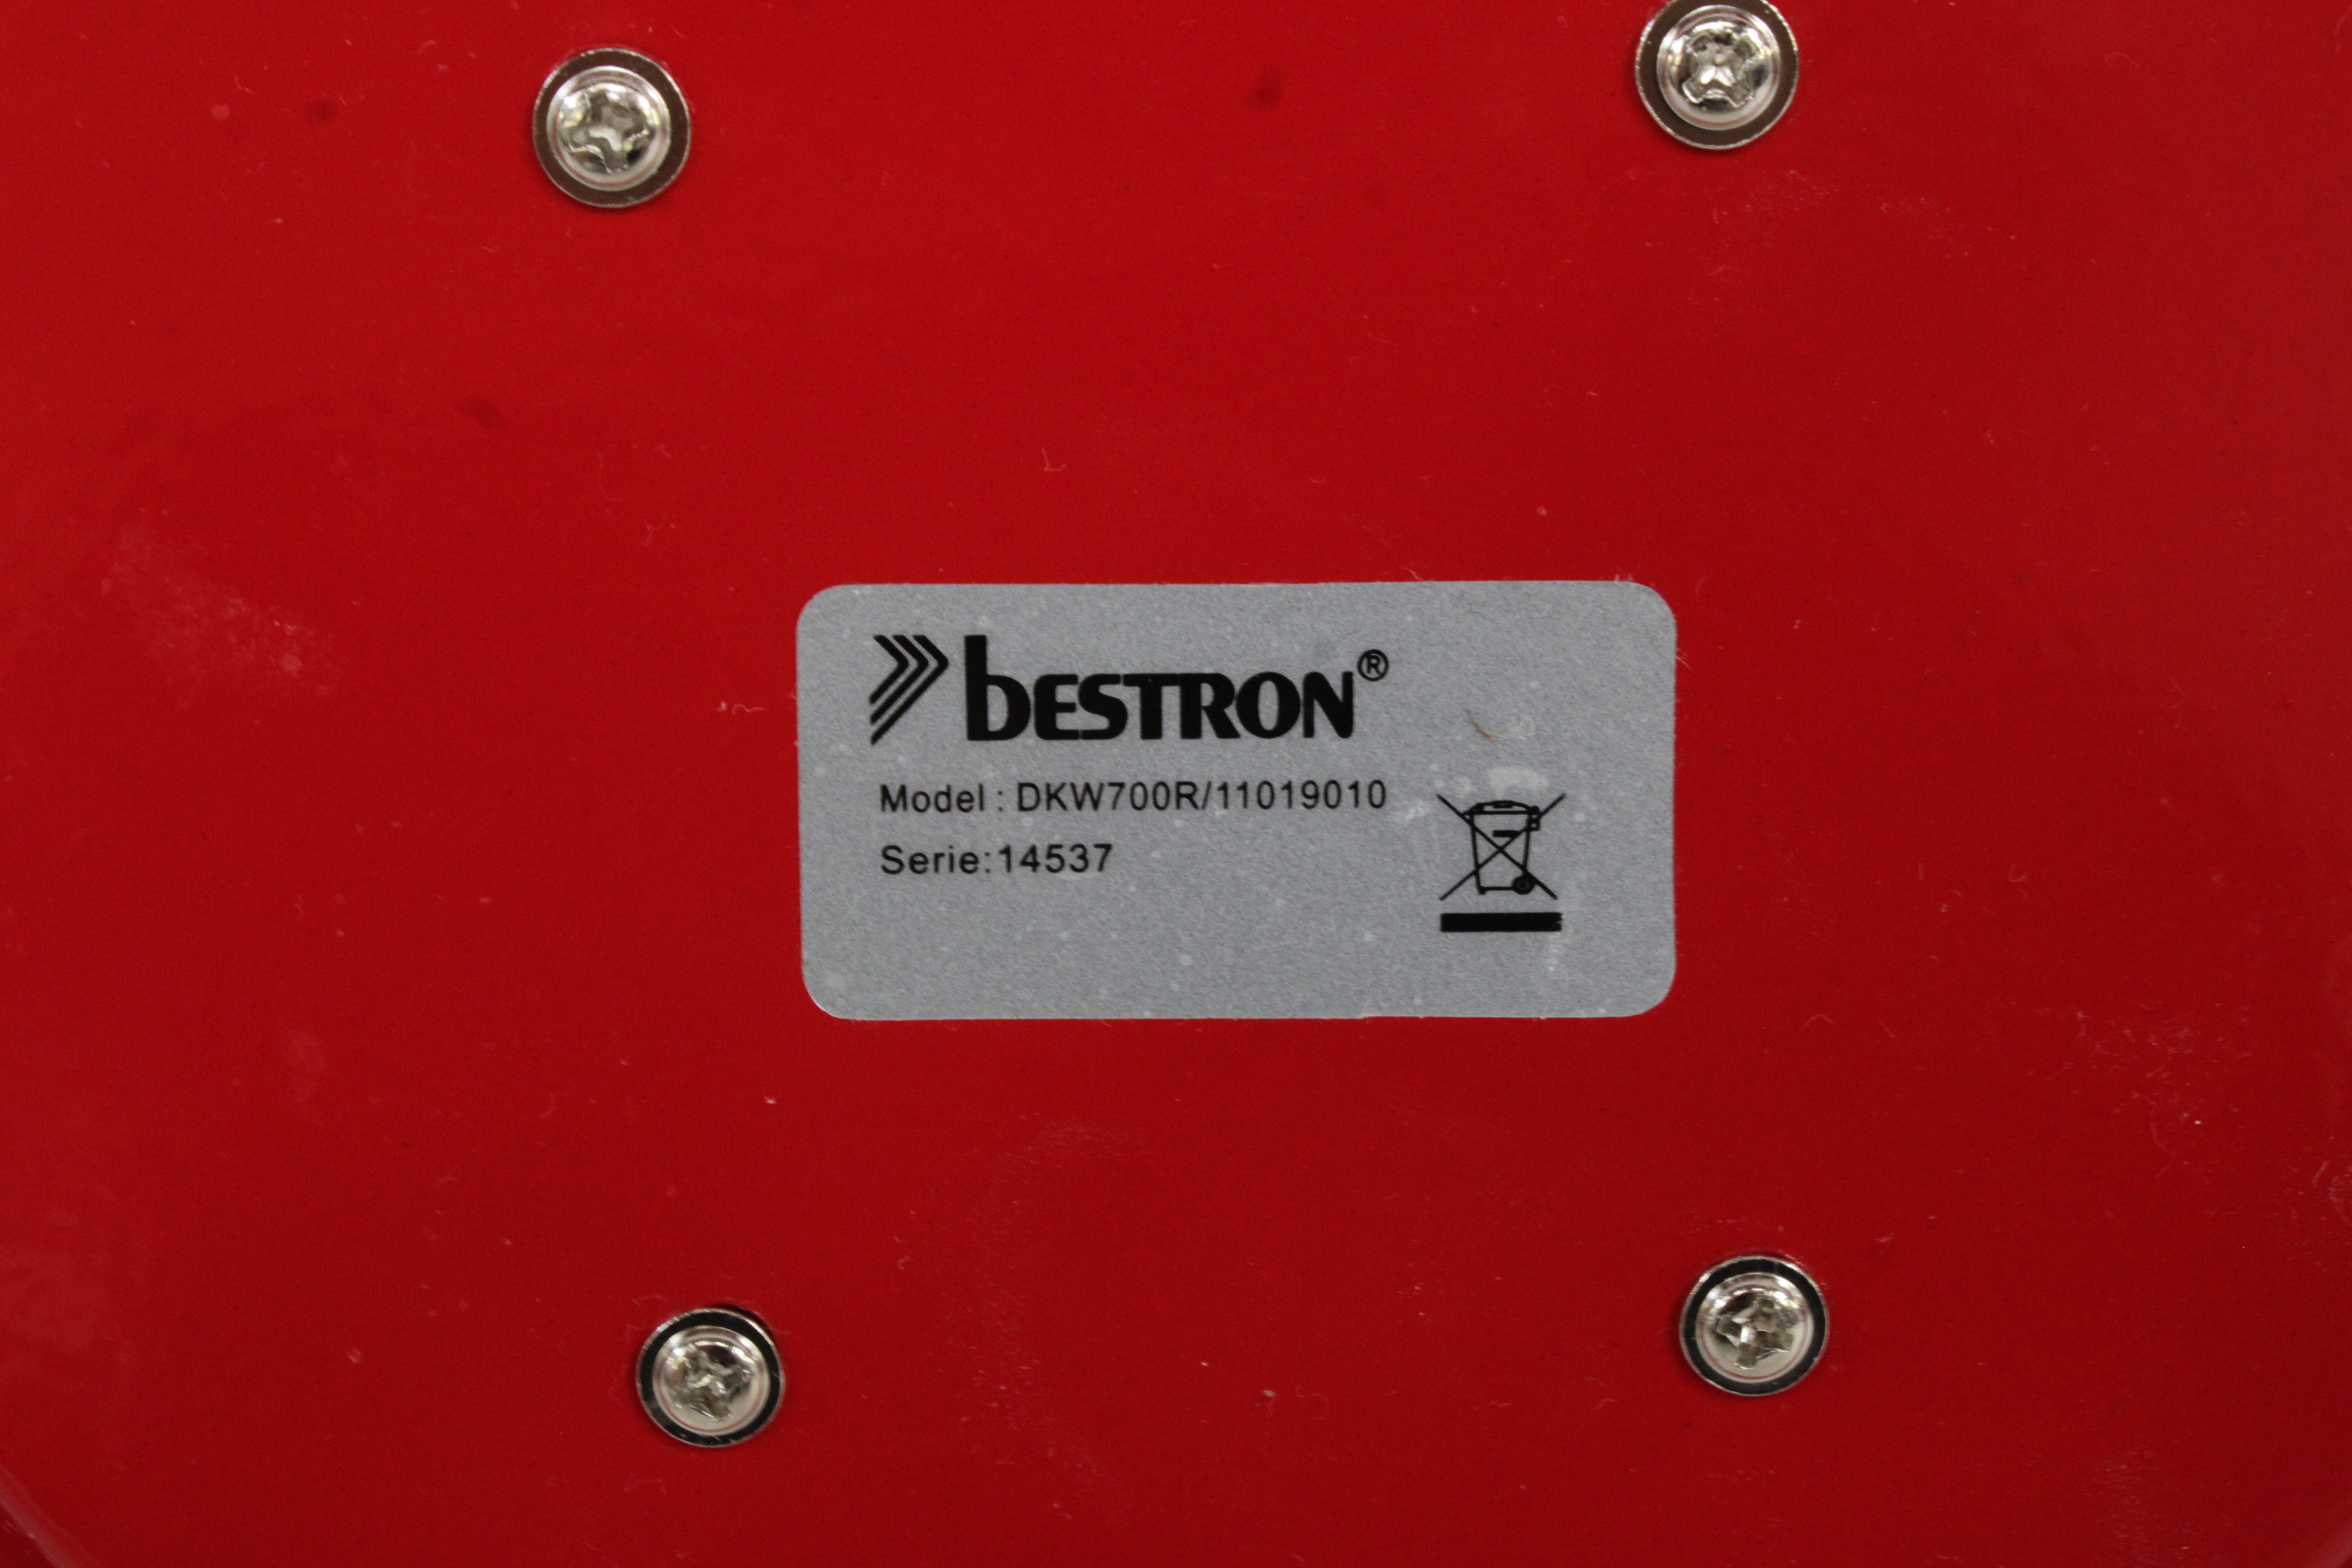 bESTRON®
Model : DKW700R/11019010
Serie:14537